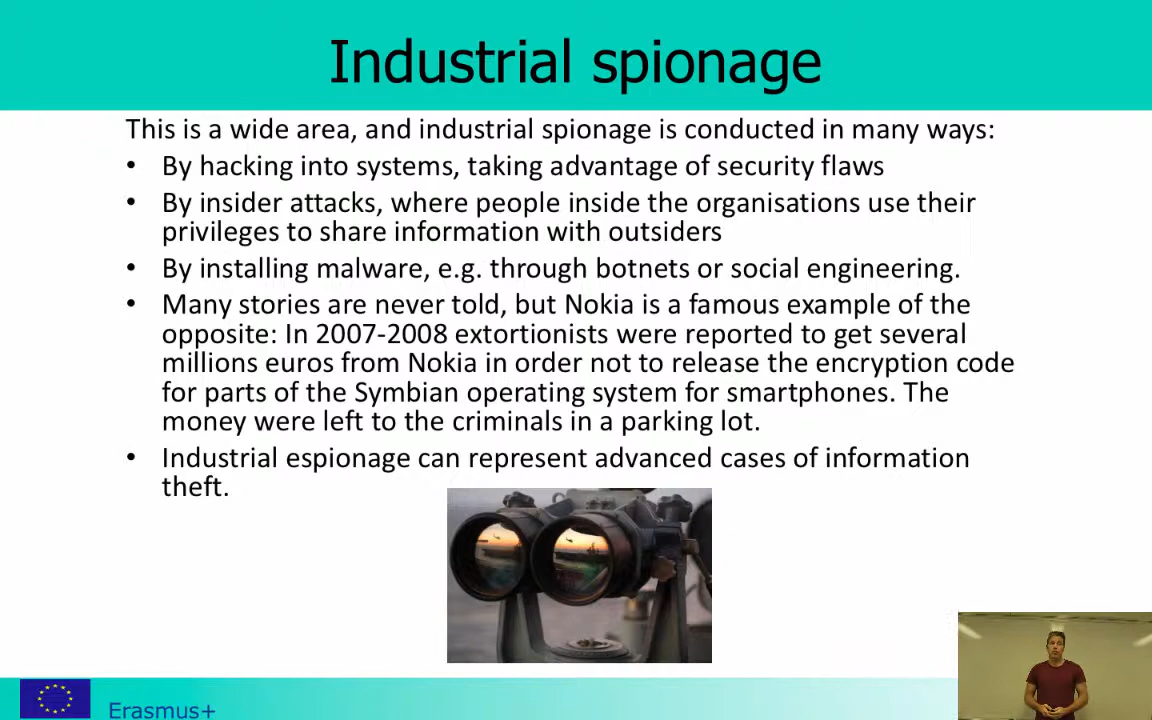 Industrial spionage
This is a wide area, and industrial spionage is conducted in many ways:
• By hacking into systems, taking advantage of security flaws
• By insider attacks, where people inside the organisations use their
privileges to share information with outsiders
• By installing malware, e.g. through botnets or social engineering.
• Many stories are never told, but Nokia is a famous example of the
opposite: In 2007-2008 extortionists were reported to get several
millions euros from Nokia in order not to release the encryption code
for parts of the Symbian operating system for smartphones. The
money were left to the criminals in a parking lot.
• Industrial espionage can represent advanced cases of information
theft.
Erasmus+